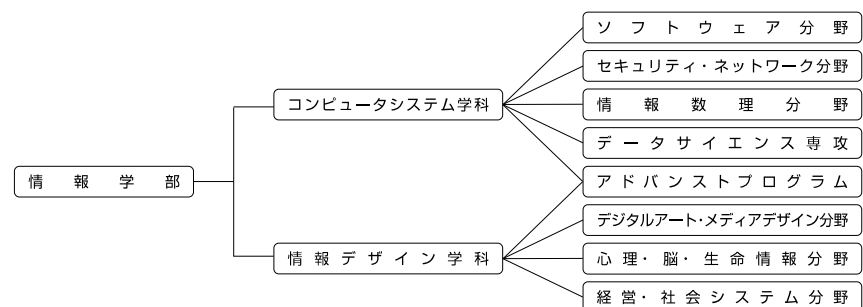 情報学部
コンピュータシステム学科
情報デザイン学科
ソフトウェア分野
セキュリティ・ネットワーク分野
情報数理分野
データサイエンス専攻
アドバンストプログラム
デジタルアート・メディアデザイン分野
心理・脳・生命情報分野
経営・社会システム分野